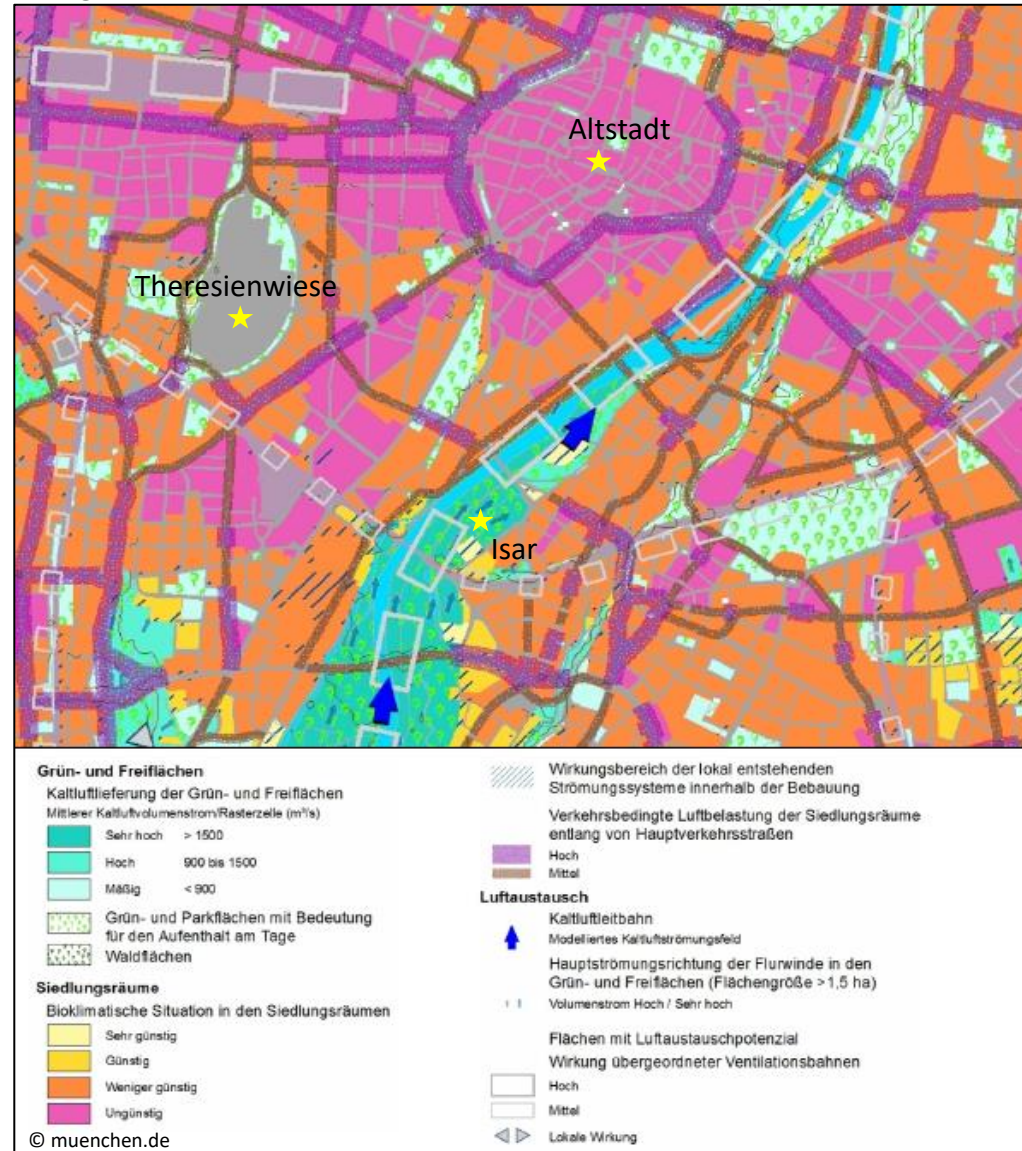 Altstadt
Theresienwiese
Isar
Grün- und Freiflächen
Kaltluftlieferung der Grün- und Freiflächen
Mittlerer Kaltluftvolumenstrom/Rasterzelle (m³/s)
Sehr hoch > 1500
Hoch 900 bis 1500
Mäßig < 900
Grün- und Parkflächen mit Bedeutung
für den Aufenthalt am Tage
Waldflächen
Siedlungsräume
Bioklimatische Situation in den Siedlungsräumen
Sehr günstig
Günstig
Weniger günstig
Ungünstig
© muenchen.de
Wirkungsbereich der lokal entstehenden
Strömungssysteme innerhalb der Bebauung
Verkehrsbedingte Luftbelastung der Siedlungsräume
entlang von Hauptverkehrsstraßen
Hoch
Mittel
Luftaustausch
Kaltluftleitbahn
Modelliertes Kaltluftströmungsfeld
Hauptströmungsrichtung der Flurwinde in den
Grün- und Freiflächen (Flächengröße >1,5 ha)
Volumenstrom Hoch / Sehr hoch
Flächen mit Luftaustauschpotenzial
Wirkung übergeordneter Ventilationsbahnen
Hoch
Mittel
Lokale Wirkung